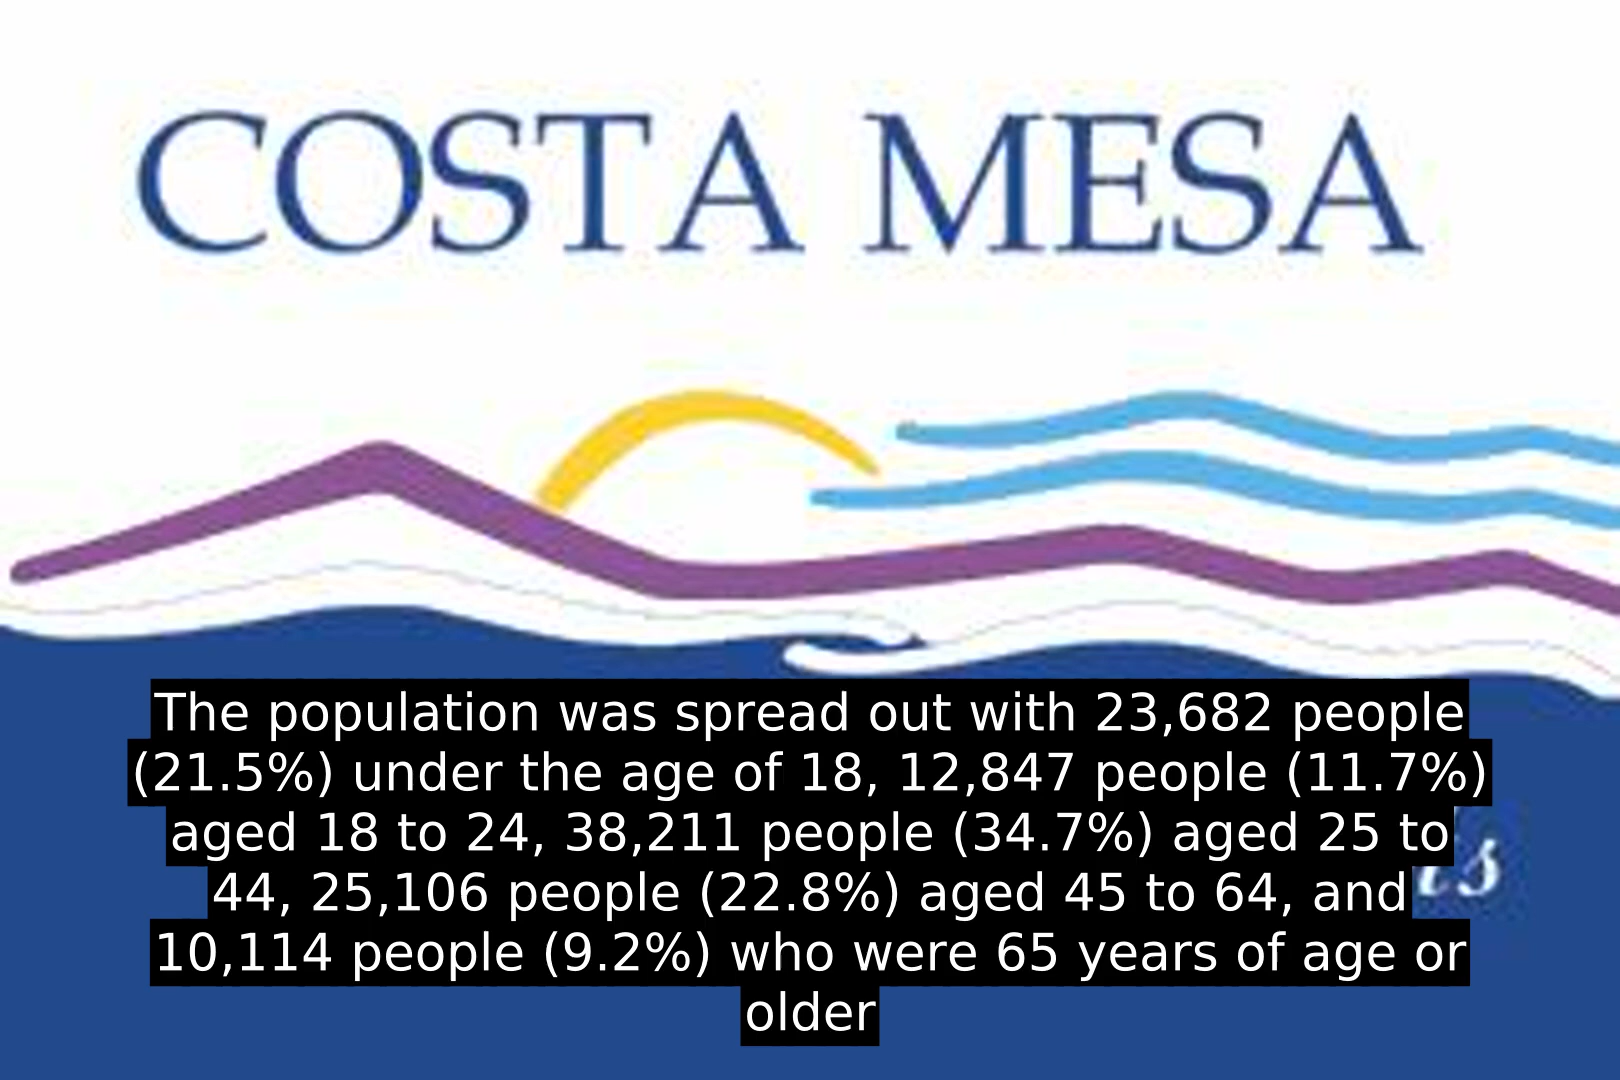 COSTA MESA
The population was spread out with 23,682 people
(21.5%) under the age of 18, 12,847 people (11.7%)
aged 18 to 24, 38,211 people (34.7%) aged 25 to
44, 25,106 people (22.8%) aged 45 to 64, and
10,114 people (9.2%) who were 65 years of age or
older